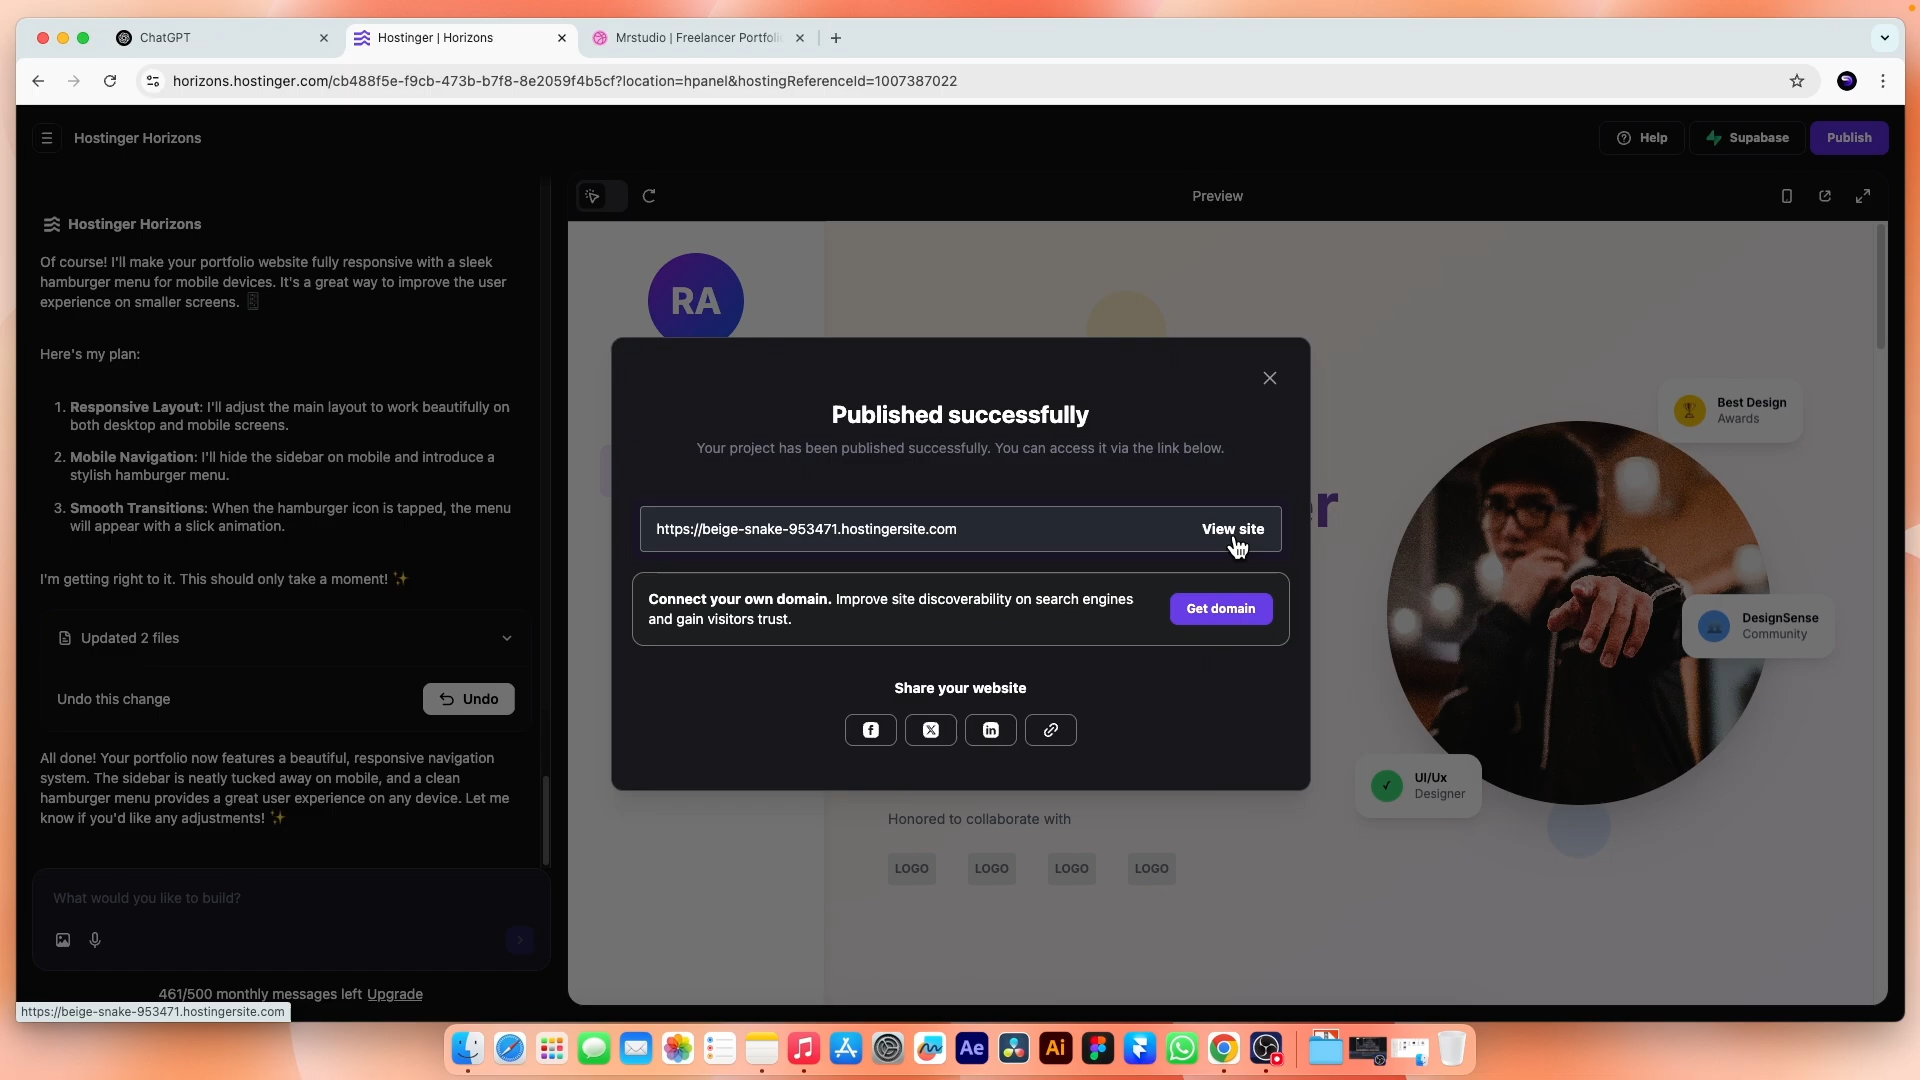 ChatGPT
Hostinger | Horizons
Mrstudio | Freelancer Portfoli
horizons.hostinger.com/cb488f5e-f9cb-473b-b7f8-8e2059f4b5cf?location=hpanel&hostingReferenceId=1007387022
Hostinger Horizons
Help
Supabase
Publish
Preview
Hostinger Horizons
Of course! I'll make your portfolio website fully responsive with a sleek
hamburger menu for mobile devices. It's a great way to improve the user
experience on smaller screens.
Here's my plan:
1. Responsive Layout: I'll adjust the main layout to work beautifully on
both desktop and mobile screens.
2. Mobile Navigation: I'll hide the sidebar on mobile and introduce a
stylish hamburger menu.
3. Smooth Transitions: When the hamburger icon is tapped, the menu
will appear with a slick animation.
I'm getting right to it. This should only take a moment! ✨
Updated 2 files
Undo this change
Undo
All done! Your portfolio now features a beautiful, responsive navigation
system. The sidebar is neatly tucked away on mobile, and a clean
hamburger menu provides a great user experience on any device. Let me
know if you'd like any adjustments! ✨
What would you like to build?
461/500 monthly messages left Upgrade
https://beige-snake-953471.hostingersite.com
RA
Published successfully
Your project has been published successfully. You can access it via the link below.
https://beige-snake-953471.hostingersite.com
View site
Connect your own domain. Improve site discoverability on search engines
and gain visitors trust.
Get domain
Share your website
er
Best Design
Awards
DesignSense
Community
UI/Ux
Designer
Honored to collaborate with
LOGO
LOGO
LOGO
LOGO
Ae
Ai